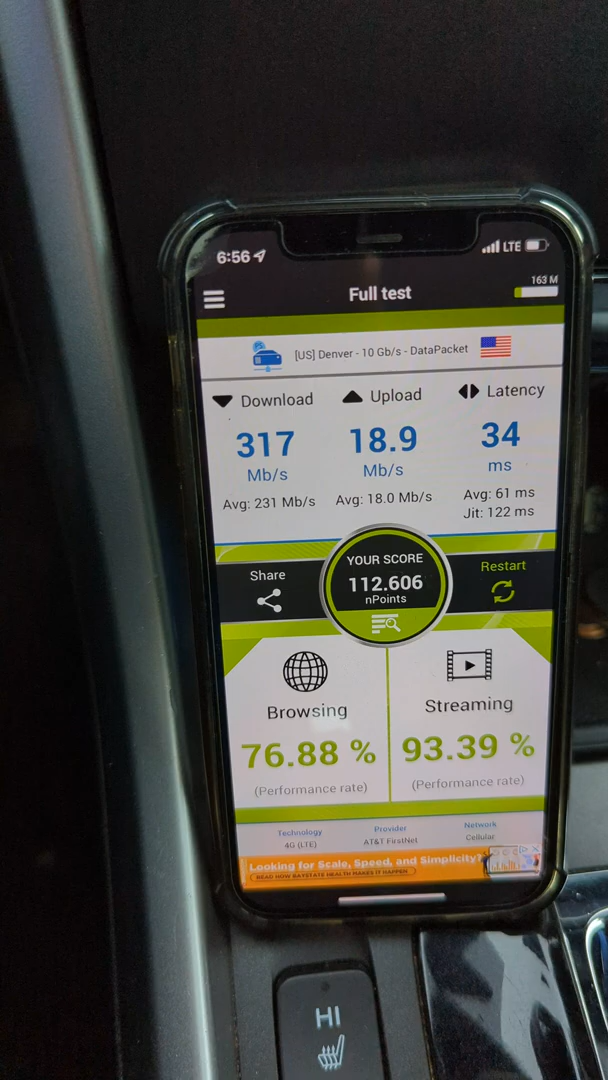 6:56
LTE
Full test
163 M
[US] Denver - 10 Gb/s - DataPacket
Download
Upload
Latency
317
18.9
34
Mb/s
Mb/s
ms
Avg: 231 Mb/s
Avg: 18.0 Mb/s
Avg: 61 ms
Jit: 122 ms
Share
YOUR SCORE
112.606
nPoints
Restart
Browsing
Streaming
76.88 %
93.39 %
(Performance rate)
(Performance rate)
Technology
Provider
Network
4G (LTE)
AT&T FirstNet
Cellular
Looking for Scale, Speed, and Simplicity?
READ HOW BAYSTATE HEALTH MAKES IT HAPPEN
HI